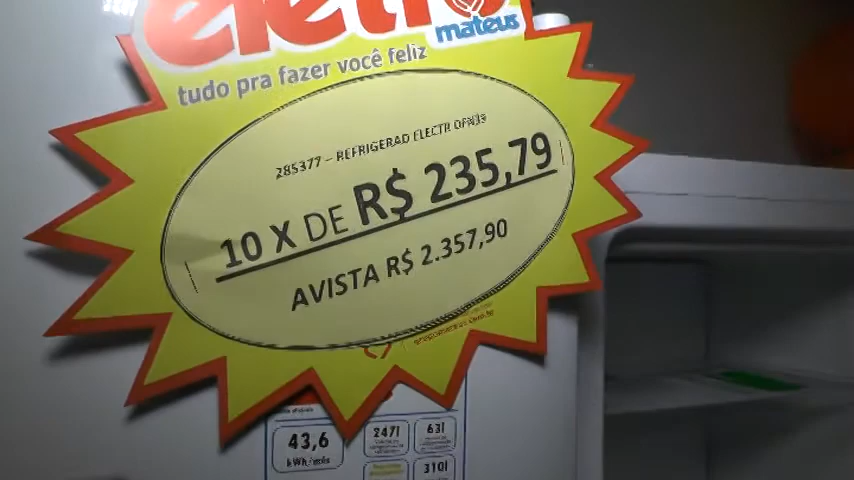 eletro
mateus
tudo pra fazer você feliz
285377 - REFRIGERAD ELECTR DFN39
10 X DE R$ 235,79
AVISTA R$ 2.357,90
43,6
kWh/mês
247l
63l
310l